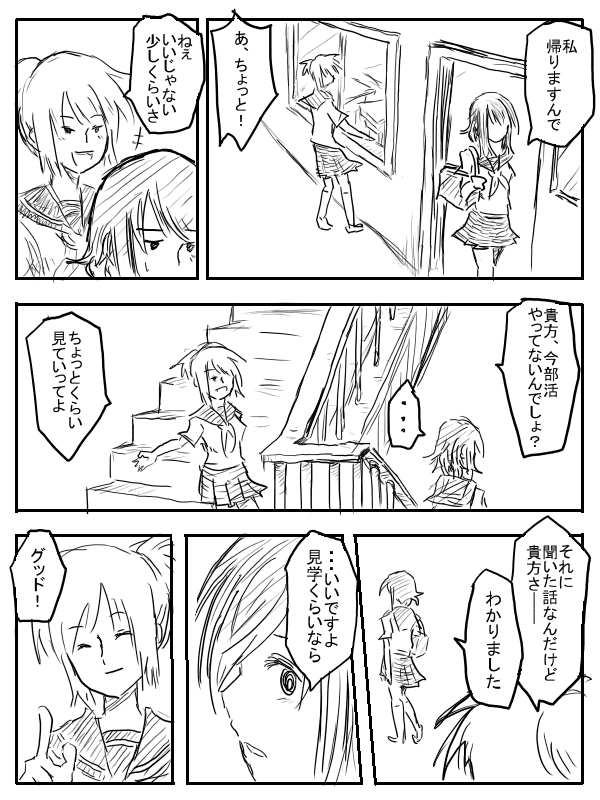 私
帰りますんで
あ、ちょっと！
ねぇ
いいじゃない
少しくらいさ
貴方、今部活
やってないんでしょ？
・・・
ちょっとくらい
見ていってよ
それに
聞いた話なんだけど
貴方さ――
わかりました
・・・いいですよ
見学くらいなら
グッド！